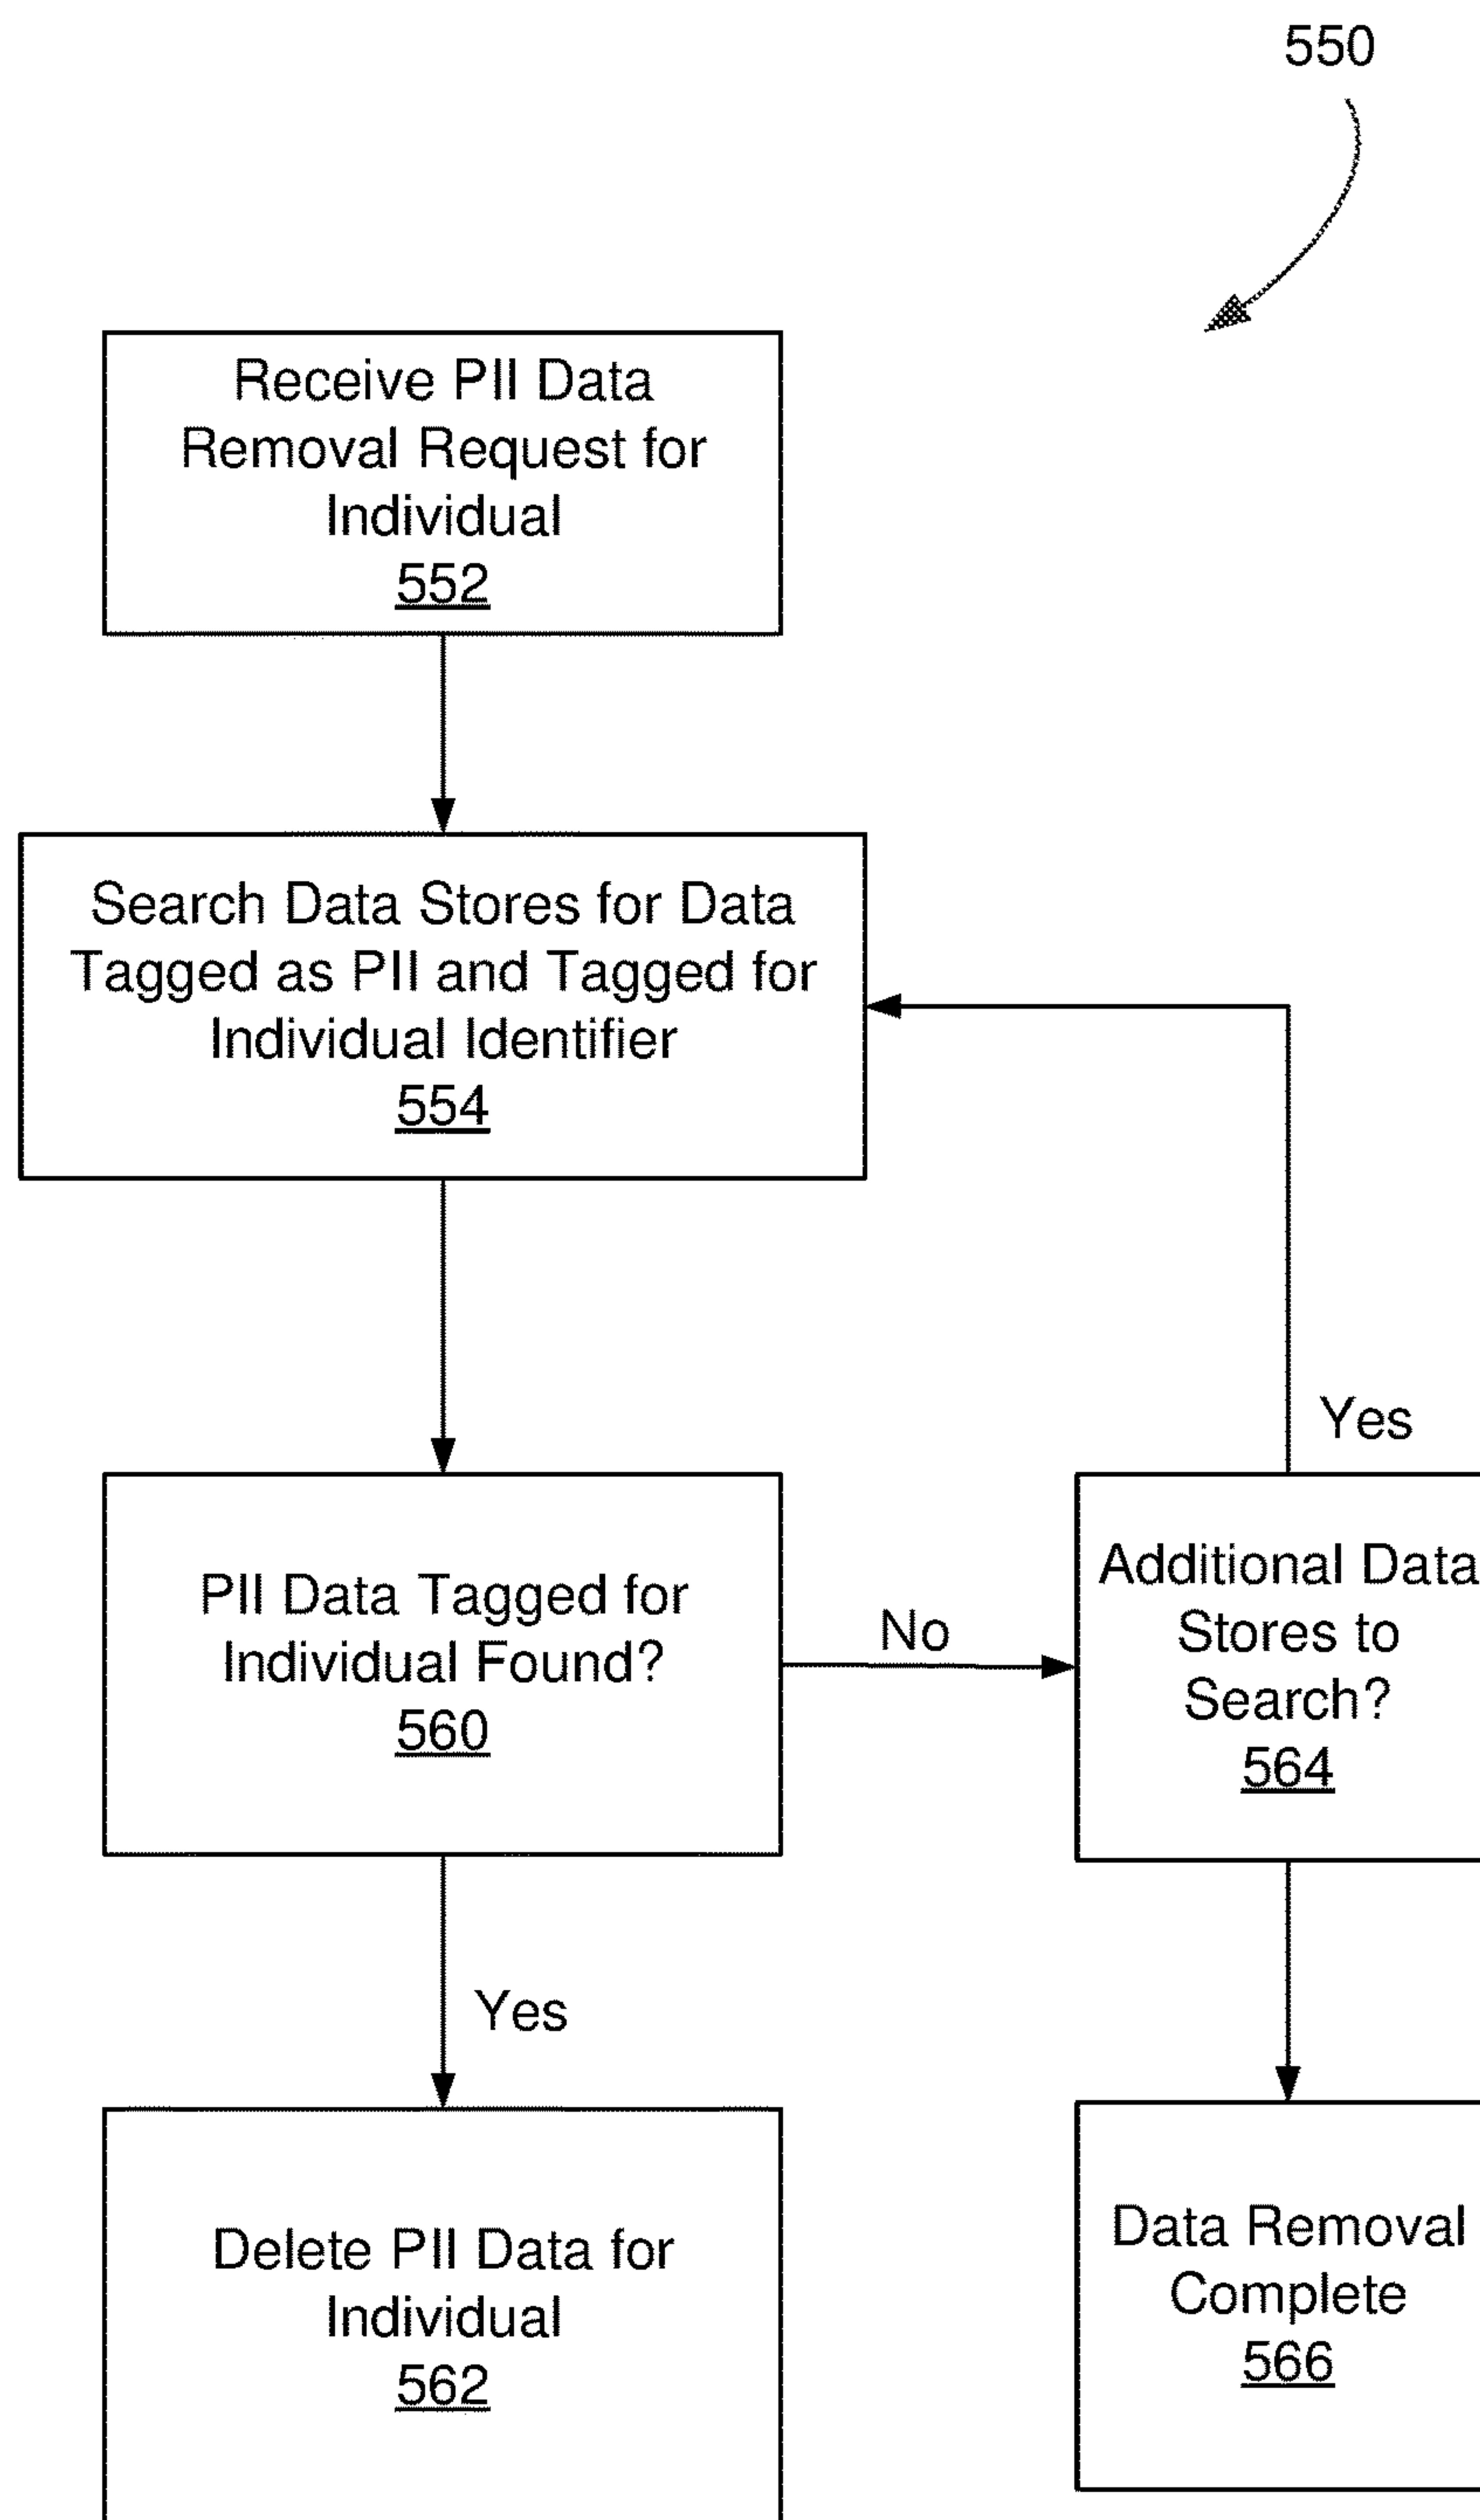 550
Receive PII Data
Removal Request for
Individual
552
Search Data Stores for Data
Tagged as PII and Tagged for
Individual Identifier
554
Yes
PII Data Tagged for
Individual Found?
560
No
Additional Data
Stores to
Search?
564
Yes
Delete PII Data for
Individual
562
Data Removal
Complete
566